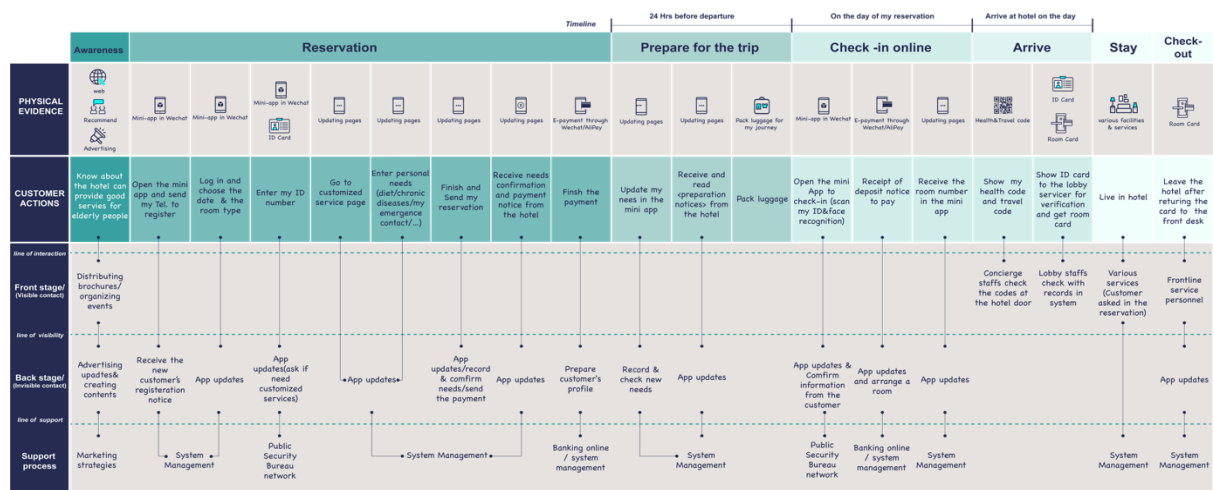 Timeline
24 Hrs before departure
On the day of my reservation
Arrive at hotel on the day
Awareness
Reservation
Prepare for the trip
Check -in online
Arrive
Stay
Check-
out
PHYSICAL
EVIDENCE
web
Recommend
Advertising
Mini-app in Wechat
Mini-app in Wechat
Mini-app in Wechat
ID Card
Updating pages
Updating pages
Updating pages
Updating pages
E-payment through
Wechat/AliPay
Updating pages
Updating pages
Pack luggage for
my journey
Mini-app in Wechat
E-payment through
Wechat/AliPay
Updating pages
Health&Travel code
ID Card
Room Card
various facilities
& services
Room Card
CUSTOMER
ACTIONS
Know about
the hotel can
provide good
servies for
elderly people
Open the mini
app and send
my Tel. to
register
Log in and
choose the
date & the
room type
Enter my ID
number
Go to
customized
service page
Enter personal
needs
(diet/chronic
diseases/my
emergence
contact/...)
Finish and
Send my
reservation
Receive needs
confirmation
and payment
notice from
the hotel
Finsh the
payment
Update my
nees in the
mini app
Receive and
read
<preparation
notices> from
the hotel
Pack luggage
Open the mini
App to
check-in (scan
my ID&face
recognition)
Receipt of
deposit notice
to pay
Receive the
room number
in the mini
app
Show my
health code
and travel
code
Show ID card
to the lobby
servicer for
verification
and get room
card
Live in hotel
Leave the
hotel after
returing the
card to the
front desk
line of interaction
Front stage/
(Visible contact)
Distributing
brochures/
organizing
events
Concierge
staffs check
the codes at
the hotel door
Lobby staffs
check with
records in
system
Various
services
(Customer
asked in the
reservation)
Frontline
service
personnel
line of visibility
Back stage/
(Invisible contact)
Advertising
updtes&
creating
contents
Receive the
new
customer's
registeration
notice
App updates
App
updates(ask if
need
customized
services)
App updates
App
updates/record
& comfirm
needs/send
the payment
App updates
Prepare
customer's
profile
Record &
check new
needs
App updates
App updates &
Comfirm
information
from the
customer
App updates
and arrange a
room
App updates
App updates
line of support
Support
process
Marketing
strategies
System
Management
Public
Security
Bureau
network
System Management
Banking online
/ system
management
System
Management
Public
Security
Bureau
network
Banking online
/ system
management
System
Management
System
Management
System
Management